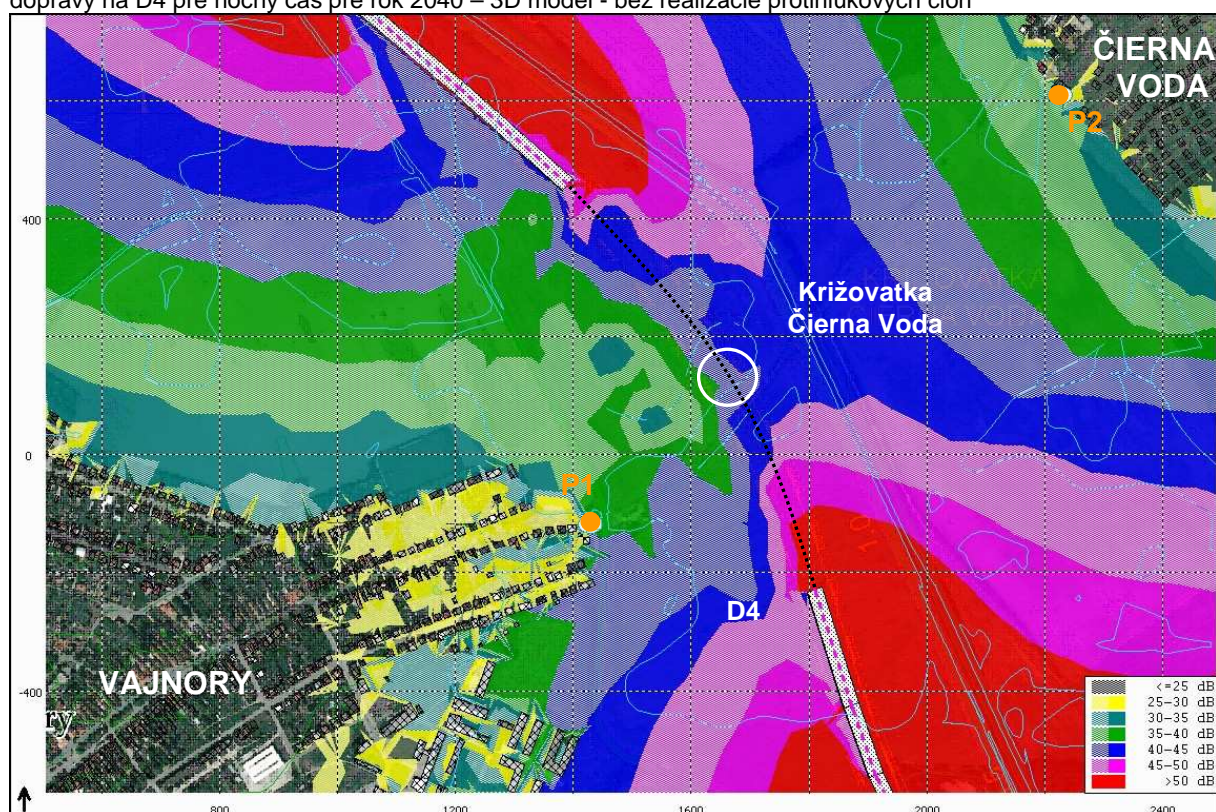 dopravy na D4 pre nočný čas pre rok 2040 – 3D model - bez realizácie protihlukových clôn
ČIERNA
VODA
P2
400
Križovatka
Čierna Voda
0
P1
D4
-400
VAJNORY
ry
<=25 dB
25-30 dB
30-35 dB
35-40 dB
40-45 dB
45-50 dB
>50 dB
800
1200
1600
2000
2400